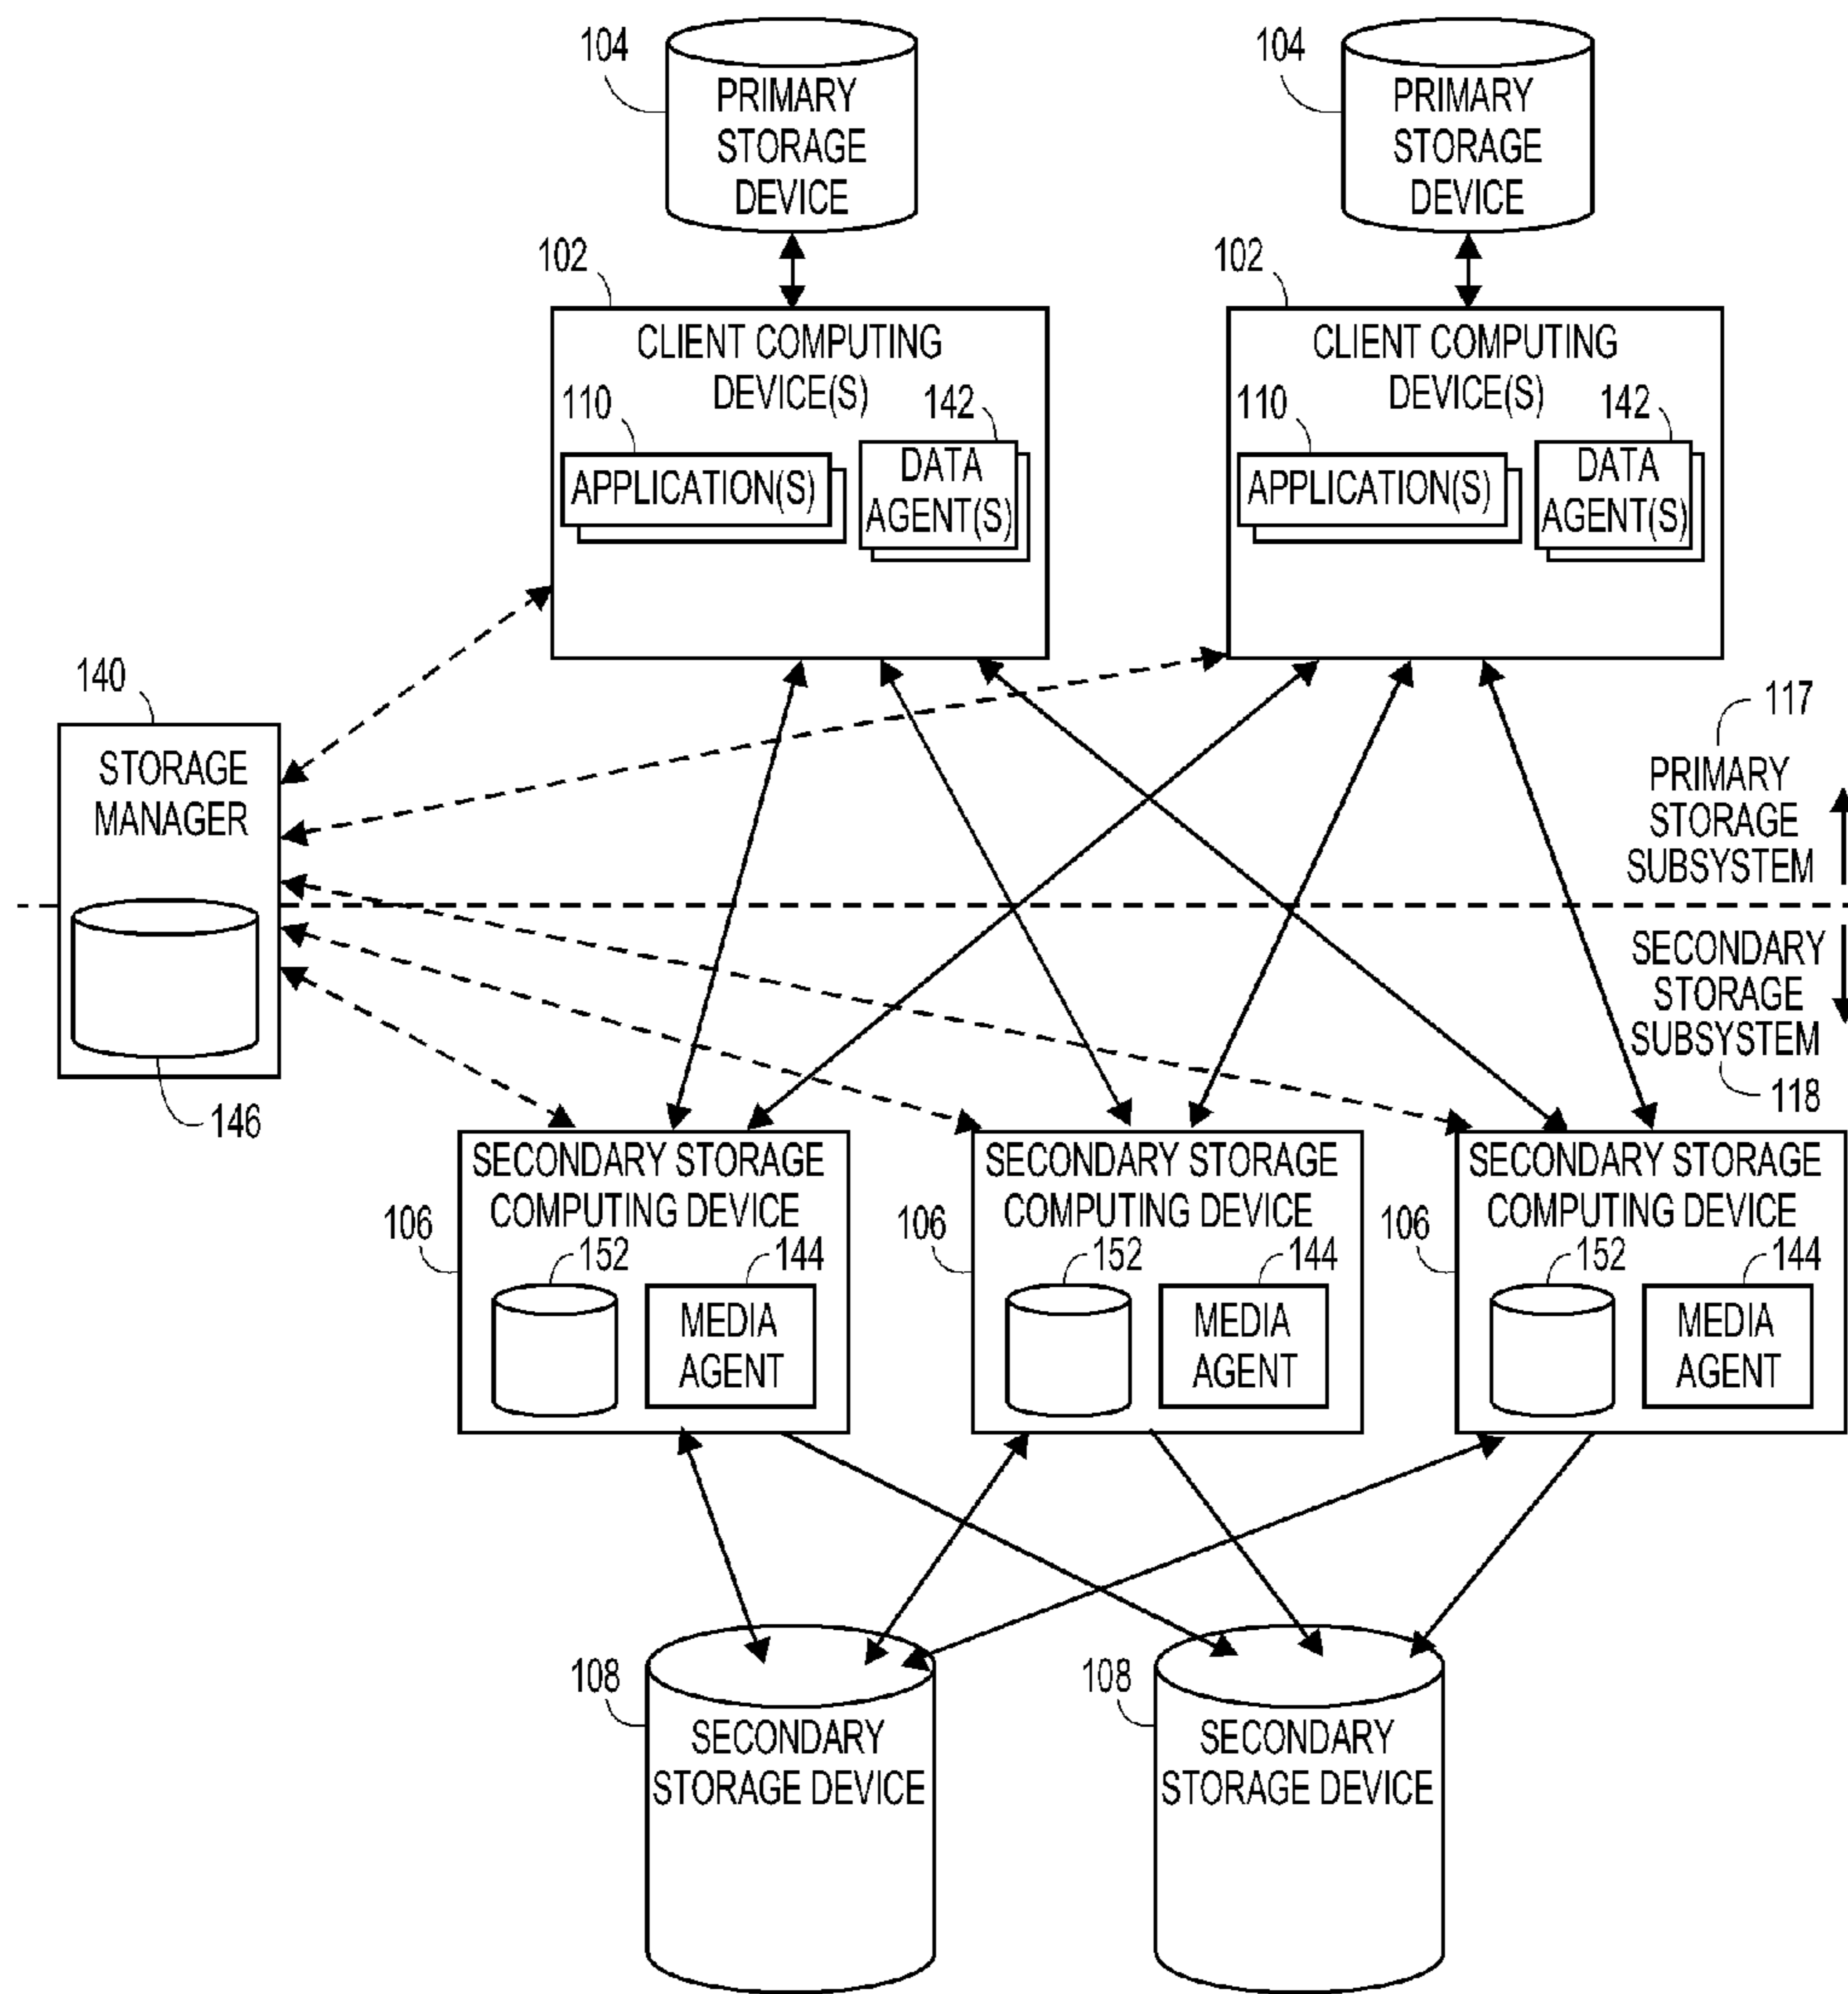 104
PRIMARY
STORAGE
DEVICE
104
PRIMARY
STORAGE
DEVICE
102
CLIENT COMPUTING
DEVICE(S)
110
APPLICATION(S)
142
DATA
AGENT(S)
102
CLIENT COMPUTING
DEVICE(S)
110
APPLICATION(S)
142
DATA
AGENT(S)
140
STORAGE
MANAGER
146
117
PRIMARY
STORAGE
SUBSYSTEM
SECONDARY
STORAGE
SUBSYSTEM
118
SECONDARY STORAGE
COMPUTING DEVICE
106
152
144
MEDIA
AGENT
SECONDARY STORAGE
COMPUTING DEVICE
106
152
144
MEDIA
AGENT
SECONDARY STORAGE
COMPUTING DEVICE
106
152
144
MEDIA
AGENT
108
SECONDARY
STORAGE DEVICE
108
SECONDARY
STORAGE DEVICE